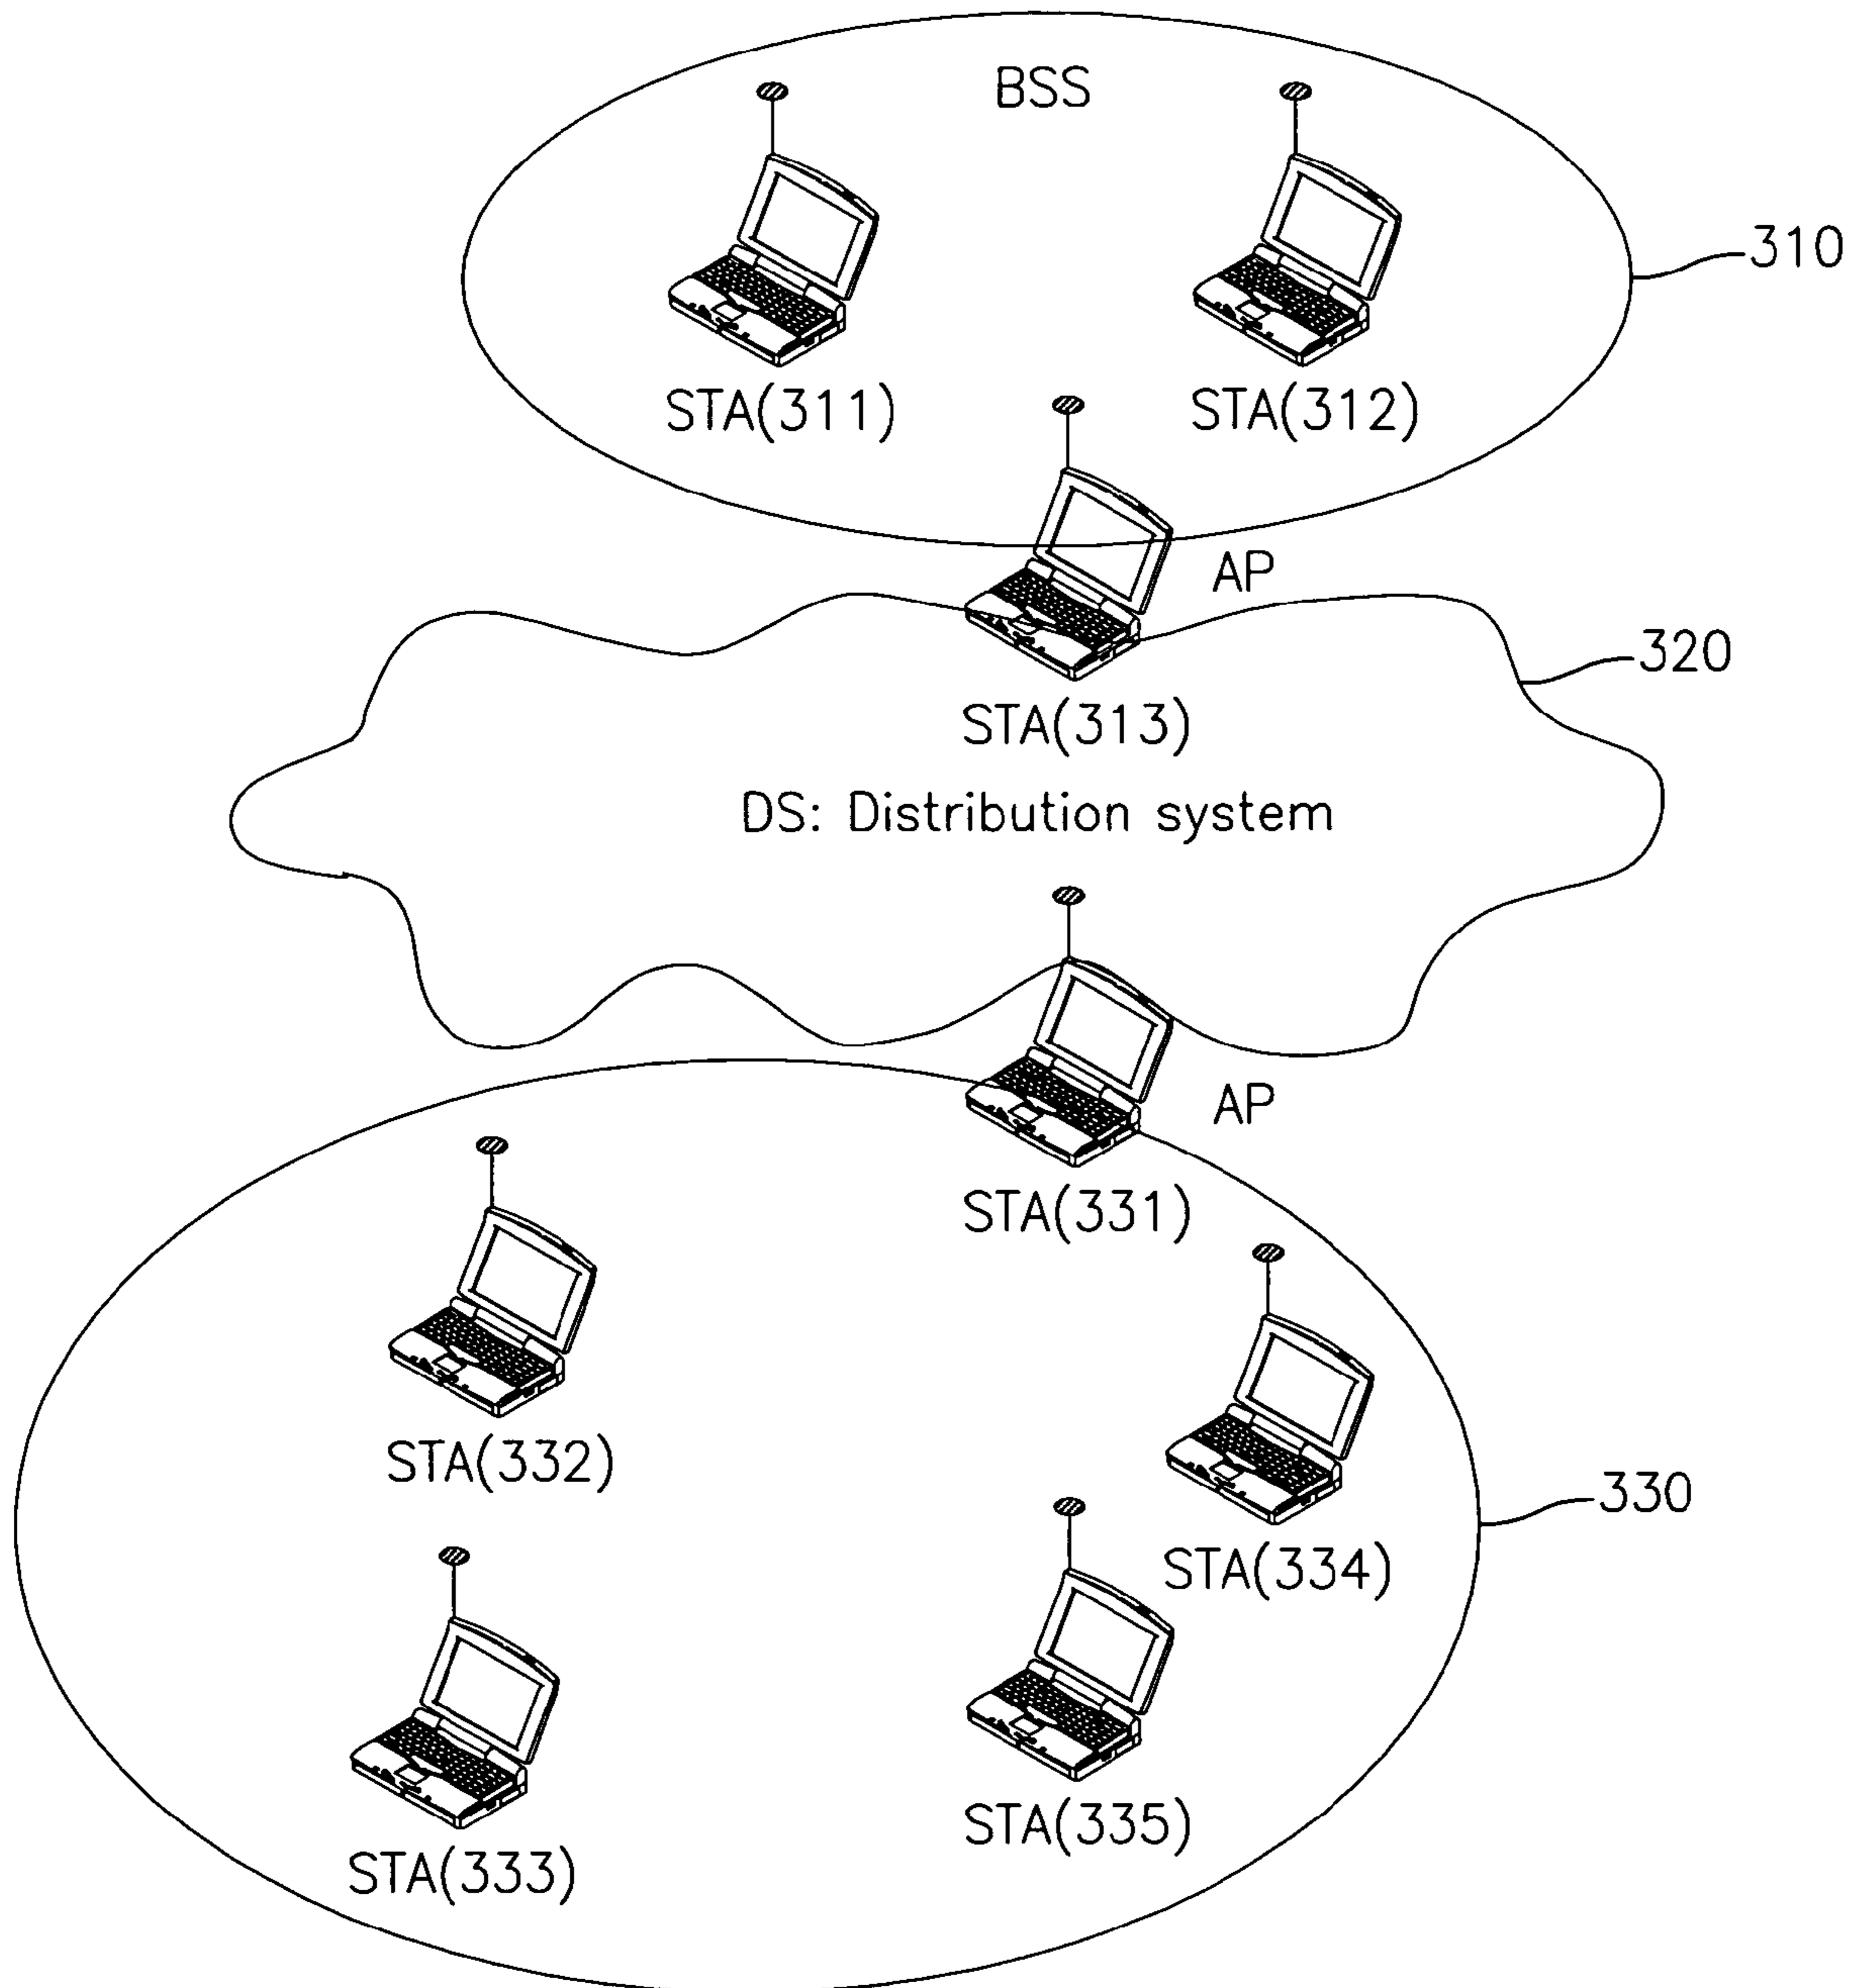 BSS
310
STA(311)
STA(312)
AP
320
STA(313)
DS: Distribution system
AP
STA(331)
STA(332)
330
STA(334)
STA(335)
STA(333)